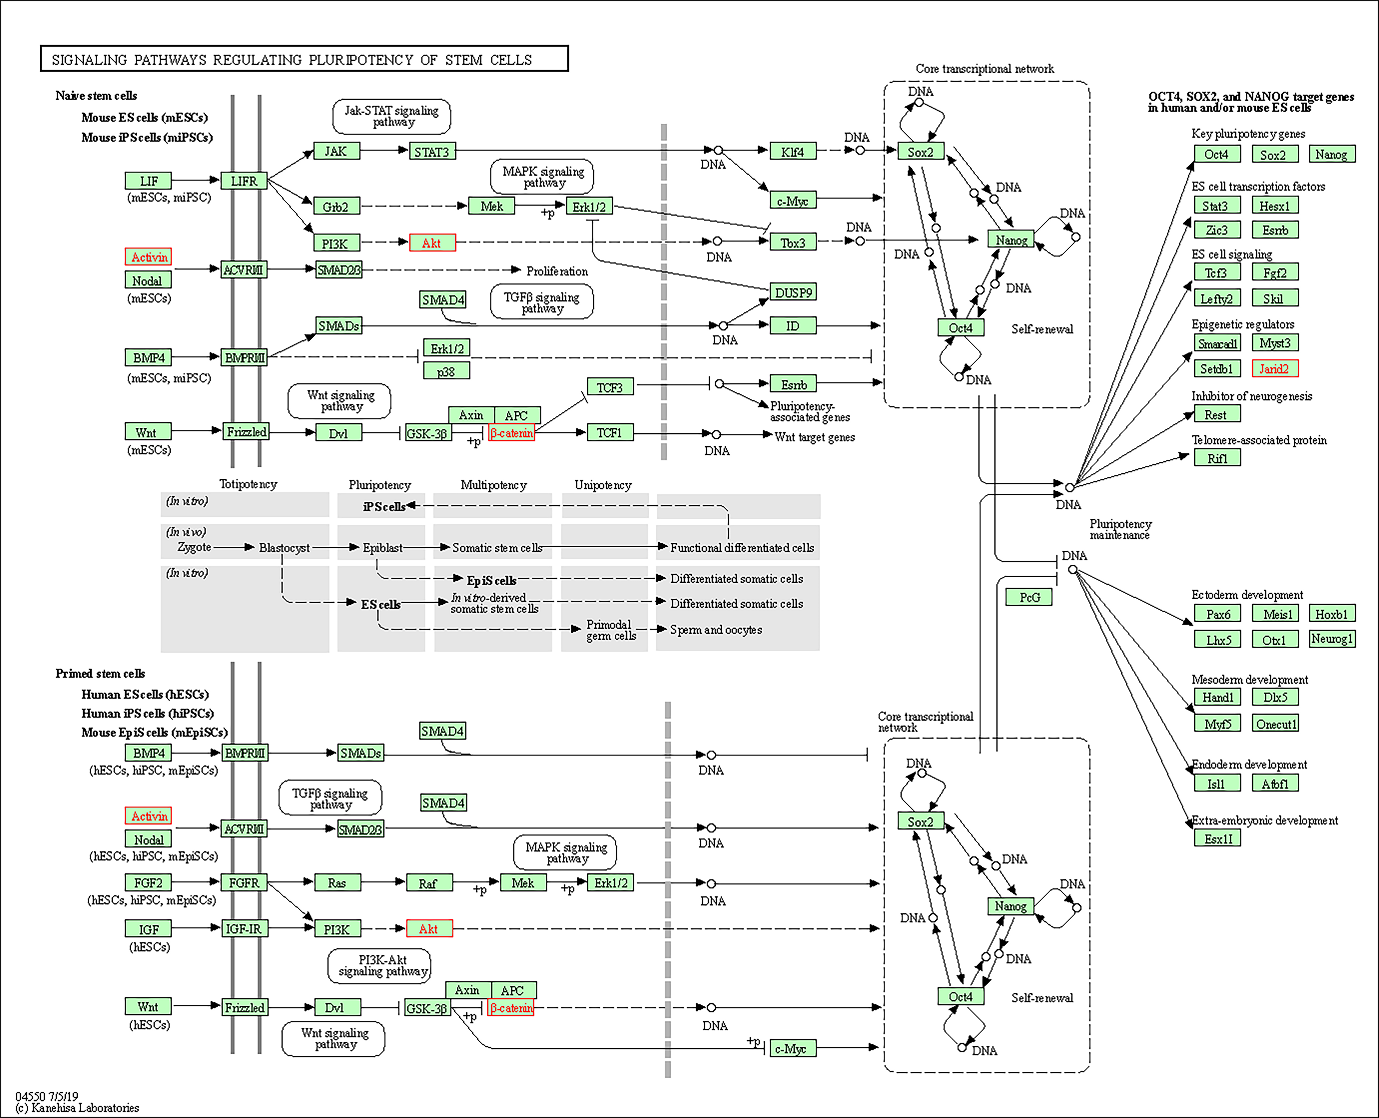 SIGNALING PATHWAYS REGULATING PLURIPOTENCY OF STEM CELLS
Naive stem cells
Mouse ES cells (mESCs)
Mouse iPS cells (miPSCs)
Jak-STAT signaling
pathway
JAK
STAT3
DNA
Klf4
DNA
LIF
(mESCs, miPSC)
LIFR
MAPK signaling
pathway
Grb2
Mek
+p
Erk1/2
c-Myc
PI3K
Akt
DNA
Tbx3
Activin
Nodal
(mESCs)
ACVRI/II
SMAD2/3
Proliferation
SMAD4
TGFβ signaling
pathway
DUSP9
SMADs
DNA
ID
BMP4
(mESCs, miPSC)
BMPRI/II
Erk1/2
p38
Wnt signaling
pathway
TCF3
Esrrb
Pluripotency-
associated genes
Wnt
(mESCs)
Frizzled
Dvl
GSK-3β
Axin
APC
+p
β-catenin
TCF1
DNA
Wnt target genes
Core transcriptional network
DNA
Sox2
DNA
DNA
Nanog
DNA
DNA
Oct4
Self-renewal
DNA
OCT4, SOX2, and NANOG target genes
in human and/or mouse ES cells
Key pluripotency genes
Oct4
Sox2
Nanog
ES cell transcription factors
Stat3
Hesx1
Zic3
Esrrb
ES cell signaling
Tcf3
Fgf2
Lefty2
Skil
Epigenetic regulators
Smarcad1
Myst3
Setdb1
Jarid2
Inhibitor of neurogenesis
Rest
Telomere-associated protein
Rif1
DNA
Pluripotency
maintenance
DNA
PcG
Ectoderm development
Pax6
Meis1
Hoxb1
Lhx5
Otx1
Neurog1
Mesoderm development
Hand1
Dlx5
Myf5
Onecut1
Endoderm development
Isl1
Atbf1
Extra-embryonic development
Esx1l
Totipotency
Pluripotency
Multipotency
Unipotency
(In vitro)
iPS cells
(In vivo)
Zygote
Blastocyst
Epiblast
Somatic stem cells
Functional differentiated cells
(In vitro)
EpiS cells
Differentiated somatic cells
ES cells
In vitro-derived
somatic stem cells
Differentiated somatic cells
Primodal
germ cells
Sperm and oocytes
Primed stem cells
Human ES cells (hESCs)
Human iPS cells (hiPSCs)
Mouse EpiS cells (mEpiSCs)
BMP4
(hESCs, hiPSC, mEpiSCs)
BMPRI/II
SMADs
SMAD4
DNA
TGFβ signaling
pathway
Activin
Nodal
(hESCs, hiPSC, mEpiSCs)
ACVRI/II
SMAD2/3
SMAD4
DNA
MAPK signaling
pathway
FGF2
(hESCs, hiPSC, mEpiSCs)
FGFR
Ras
Raf
+p
Mek
+p
Erk1/2
DNA
IGF
(hESCs)
IGF-IR
PI3K
Akt
PI3K-Akt
signaling pathway
Wnt
(hESCs)
Frizzled
Dvl
GSK-3β
Axin
APC
+p
β-catenin
DNA
Wnt signaling
pathway
+p
c-Myc
Core transcriptional
network
DNA
Sox2
DNA
DNA
Nanog
DNA
DNA
Oct4
Self-renewal
DNA
04550 7/5/19
(c) Kanehisa Laboratories